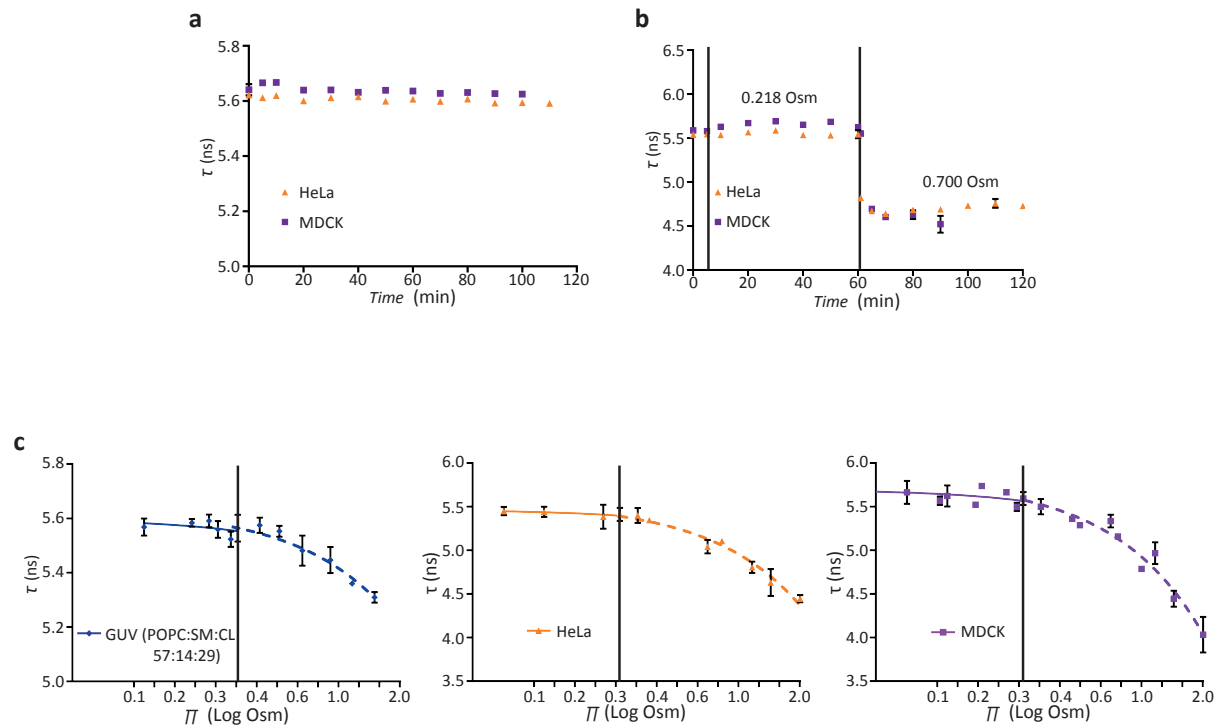 a
5.8
5.6
5.4
5.2
5.0
τ (ns)
HeLa
MDCK
0 20 40 60 80 100 120
Time (min)
b
6.5
6.0
5.5
5.0
4.5
4.0
τ (ns)
0.218 Osm
0.700 Osm
HeLa
MDCK
0 20 40 60 80 100 120
Time (min)
c
5.8
5.6
5.4
5.2
5.0
τ (ns)
GUV (POPC:SM:CL
57:14:29)
0.1 0.2 0.3 0.4 0.6 1.0 2.0
∏ (Log Osm)
6.0
5.5
5.0
4.5
4.0
3.5
τ (ns)
HeLa
0.1 0.2 0.3 0.4 0.6 1.0 2.0
∏ (Log Osm)
6.0
5.5
5.0
4.5
4.0
3.5
τ (ns)
MDCK
0.1 0.2 0.3 0.4 0.6 1.0 2.0
∏ (Log Osm)